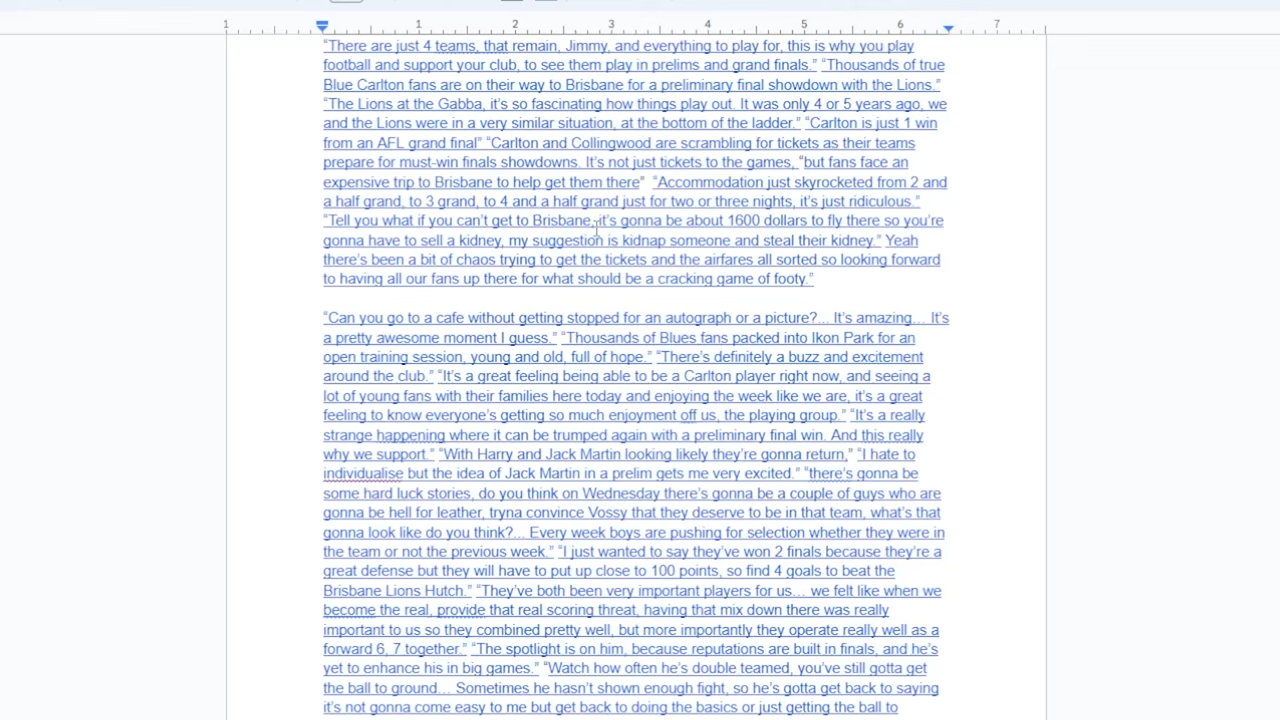 1 1 2 3 4 5 6 7
“There are just 4 teams, that remain, Jimmy, and everything to play for, this is why you play
football and support your club, to see them play in prelims and grand finals.” “Thousands of true
Blue Carlton fans are on their way to Brisbane for a preliminary final showdown with the Lions.”
“The Lions at the Gabba, it’s so fascinating how things play out. It was only 4 or 5 years ago, we
and the Lions were in a very similar situation, at the bottom of the ladder.” “Carlton is just 1 win
from an AFL grand final” “Carlton and Collingwood are scrambling for tickets as their teams
prepare for must-win finals showdowns. It’s not just tickets to the games, “but fans face an
expensive trip to Brisbane to help get them there” “Accommodation just skyrocketed from 2 and
a half grand, to 3 grand, to 4 and a half grand just for two or three nights, it’s just ridiculous.”
“Tell you what if you can’t get to Brisbane, it’s gonna be about 1600 dollars to fly there so you’re
gonna have to sell a kidney, my suggestion is kidnap someone and steal their kidney.” Yeah
there’s been a bit of chaos trying to get the tickets and the airfares all sorted so looking forward
to having all our fans up there for what should be a cracking game of footy.”
“Can you go to a cafe without getting stopped for an autograph or a picture?... It’s amazing... It’s
a pretty awesome moment I guess.” “Thousands of Blues fans packed into Ikon Park for an
open training session, young and old, full of hope.” “There’s definitely a buzz and excitement
around the club.” “It’s a great feeling being able to be a Carlton player right now, and seeing a
lot of young fans with their families here today and enjoying the week like we are, it’s a great
feeling to know everyone’s getting so much enjoyment off us, the playing group.” “It’s a really
strange happening where it can be trumped again with a preliminary final win. And this really
why we support.” “With Harry and Jack Martin looking likely they’re gonna return,” “I hate to
individualise but the idea of Jack Martin in a prelim gets me very excited.” “there’s gonna be
some hard luck stories, do you think on Wednesday there’s gonna be a couple of guys who are
gonna be hell for leather, tryna convince Vossy that they deserve to be in that team, what’s that
gonna look like do you think?... Every week boys are pushing for selection whether they were in
the team or not the previous week.” “I just wanted to say they’ve won 2 finals because they’re a
great defense but they will have to put up close to 100 points, so find 4 goals to beat the
Brisbane Lions Hutch.” “They’ve both been very important players for us... we felt like when we
become the real, provide that real scoring threat, having that mix down there was really
important to us so they combined pretty well, but more importantly they operate really well as a
forward 6, 7 together.” “The spotlight is on him, because reputations are built in finals, and he’s
yet to enhance his in big games.” “Watch how often he’s double teamed, you’ve still gotta get
the ball to ground... Sometimes he hasn’t shown enough fight, so he’s gotta get back to saying
it’s not gonna come easy to me but get back to doing the basics or just getting the ball to